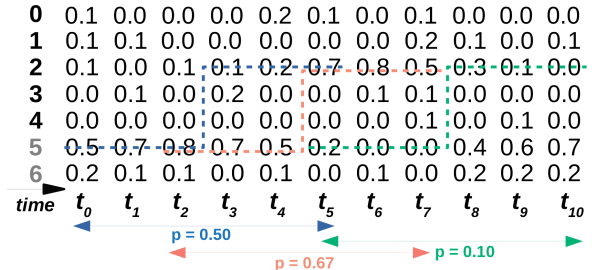 0 0.1 0.0 0.0 0.0 0.2 0.1 0.0 0.1 0.0 0.0 0.0
1 0.1 0.1 0.0 0.0 0.0 0.0 0.0 0.2 0.1 0.0 0.1
2 0.1 0.0 0.1 0.1 0.2 0.7 0.8 0.5 0.3 0.1 0.0
3 0.0 0.1 0.0 0.2 0.0 0.0 0.1 0.1 0.0 0.0 0.0
4 0.0 0.0 0.0 0.0 0.0 0.0 0.0 0.1 0.0 0.1 0.0
5 0.5 0.7 0.8 0.7 0.5 0.2 0.0 0.0 0.4 0.6 0.7
6 0.2 0.1 0.1 0.0 0.1 0.0 0.1 0.0 0.2 0.2 0.2
time t0 t1 t2 t3 t4 t5 t6 t7 t8 t9 t10
p = 0.50
p = 0.10
p = 0.67